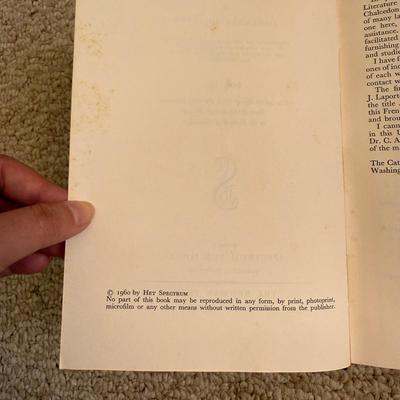 © 1960 by Het Spectrum
No part of this book may be reproduced in any form, by print, photoprint,
microfilm or any other means without written permission from the publisher.
Literature
Chalcedon
of many la
one here,
assistance.
facilitated
furnishing
and studie
I have f
ones of inc
of each w
contact w
The fir
J. Laport
the title
this Fren
and brou
I cann
in this U
Dr. C. A
of the m
The Cat
Washing